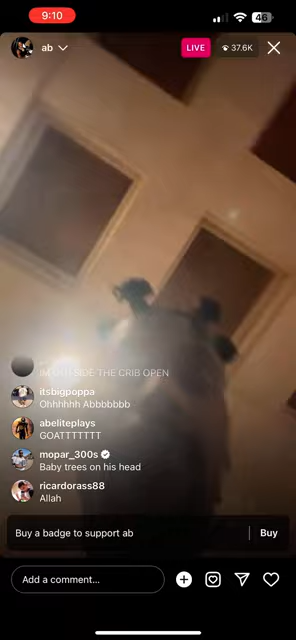 9:10
46
ab
LIVE
37.6K
IM OUTSIDE THE CRIB OPEN
itsbigpoppa
Ohhhhhh Abbbbbbb
abeliteplays
GOATTTTTT
mopar_300s
Baby trees on his head
ricardorass88
Allah
Buy a badge to support ab
Buy
Add a comment...